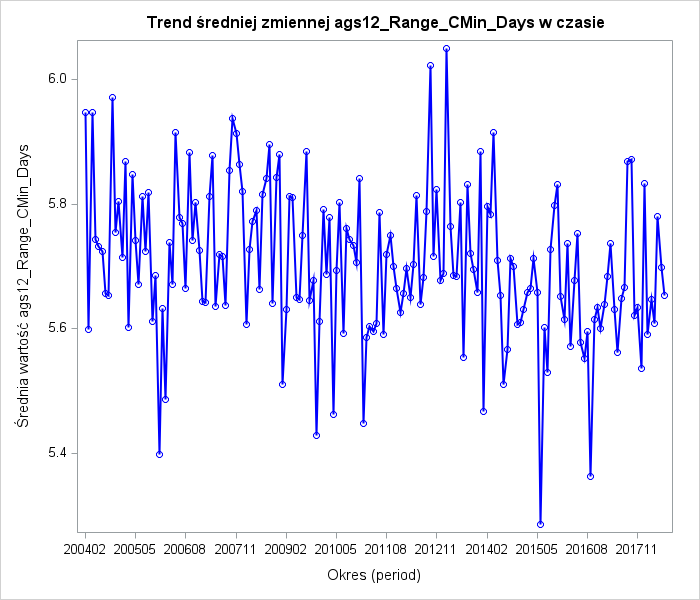 Trend średniej zmiennej ags12_Range_CMin_Days w czasie
Średnia wartość ags12_Range_CMin_Days
6.0
5.8
5.6
5.4
200402 200505 200608 200711 200902 201005 201108 201211 201402 201505 201608 201711
Okres (period)